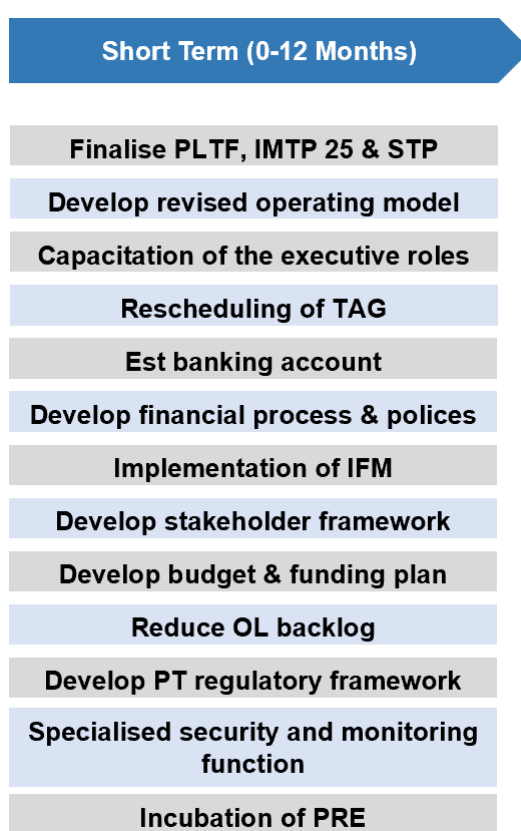 Short Term (0-12 Months)
Finalise PLTF, IMTP 25 & STP
Develop revised operating model
Capacitation of the executive roles
Rescheduling of TAG
Est banking account
Develop financial process & polices
Implementation of IFM
Develop stakeholder framework
Develop budget & funding plan
Reduce OL backlog
Develop PT regulatory framework
Specialised security and monitoring
function
Incubation of PRE